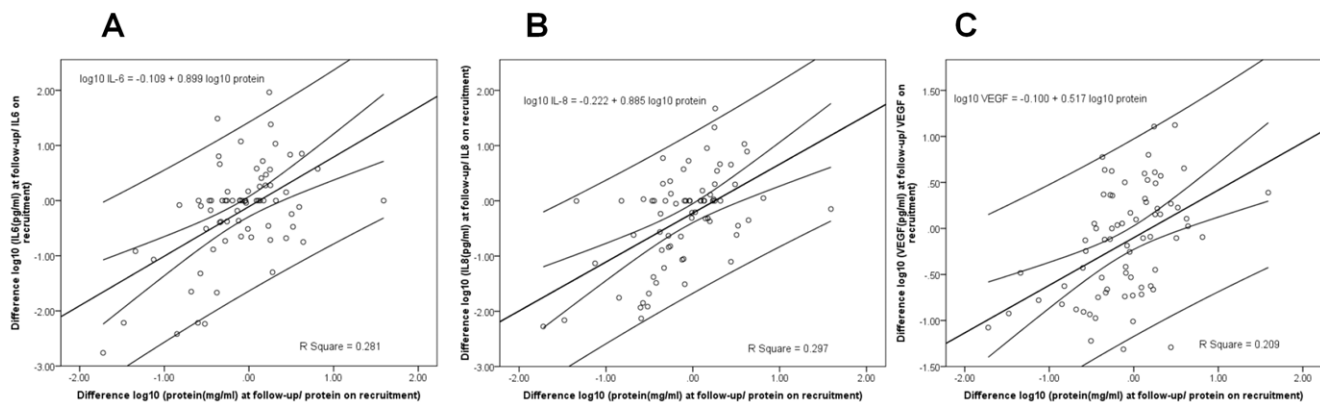 A
B
C
Difference log10 (IL6(pg/ml) at follow-up/ IL6 on
recruitment)
2.00
1.00
.00
-1.00
-2.00
-3.00
log10 IL-6 = -0.109 + 0.899 log10 protein
R Square = 0.281
-2.00 -1.00 .00 1.00 2.00
Difference log10 (protein(mg/ml) at follow-up/ protein on recruitment)
Difference log10 (IL8(pg/ml) at follow-up/ IL8 on recruitment)
2.00
1.00
.00
-1.00
-2.00
-3.00
log10 IL-8 = -0.222 + 0.885 log10 protein
R Square = 0.297
-2.00 -1.00 .00 1.00 2.00
Difference log10 (protein(mg/ml) at follow-up/ protein on recruitment)
Difference log10 (VEGF(pg/ml) at follow-up/ VEGF on
recruitment)
1.50
1.00
.50
.00
-.50
-1.00
-1.50
log10 VEGF = -0.100 + 0.517 log10 protein
R Square = 0.209
-2.00 -1.00 .00 1.00 2.00
Difference log10 (protein(mg/ml) at follow-up/ protein on recruitment)